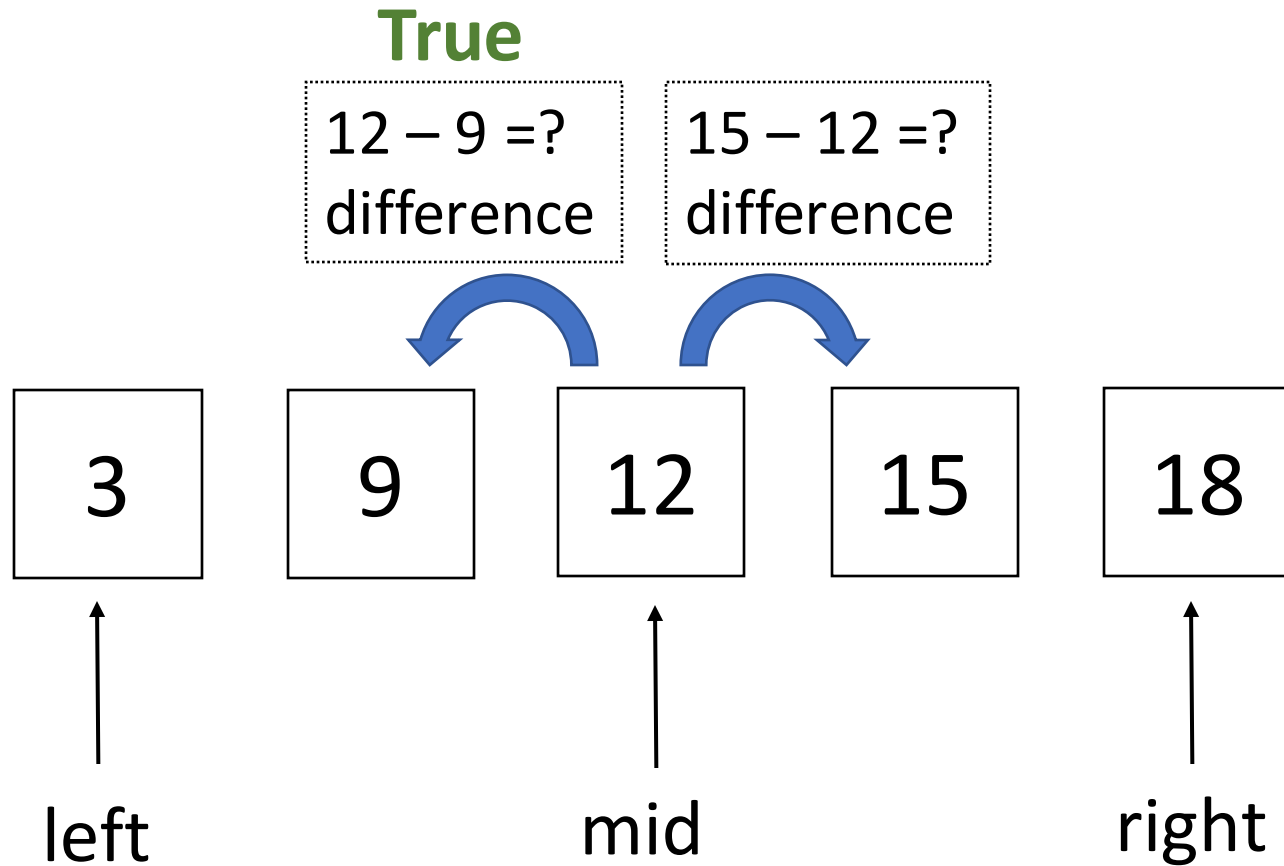 True
12 – 9 =?
difference
15 – 12 =?
difference
3
9
12
15
18
left
mid
right